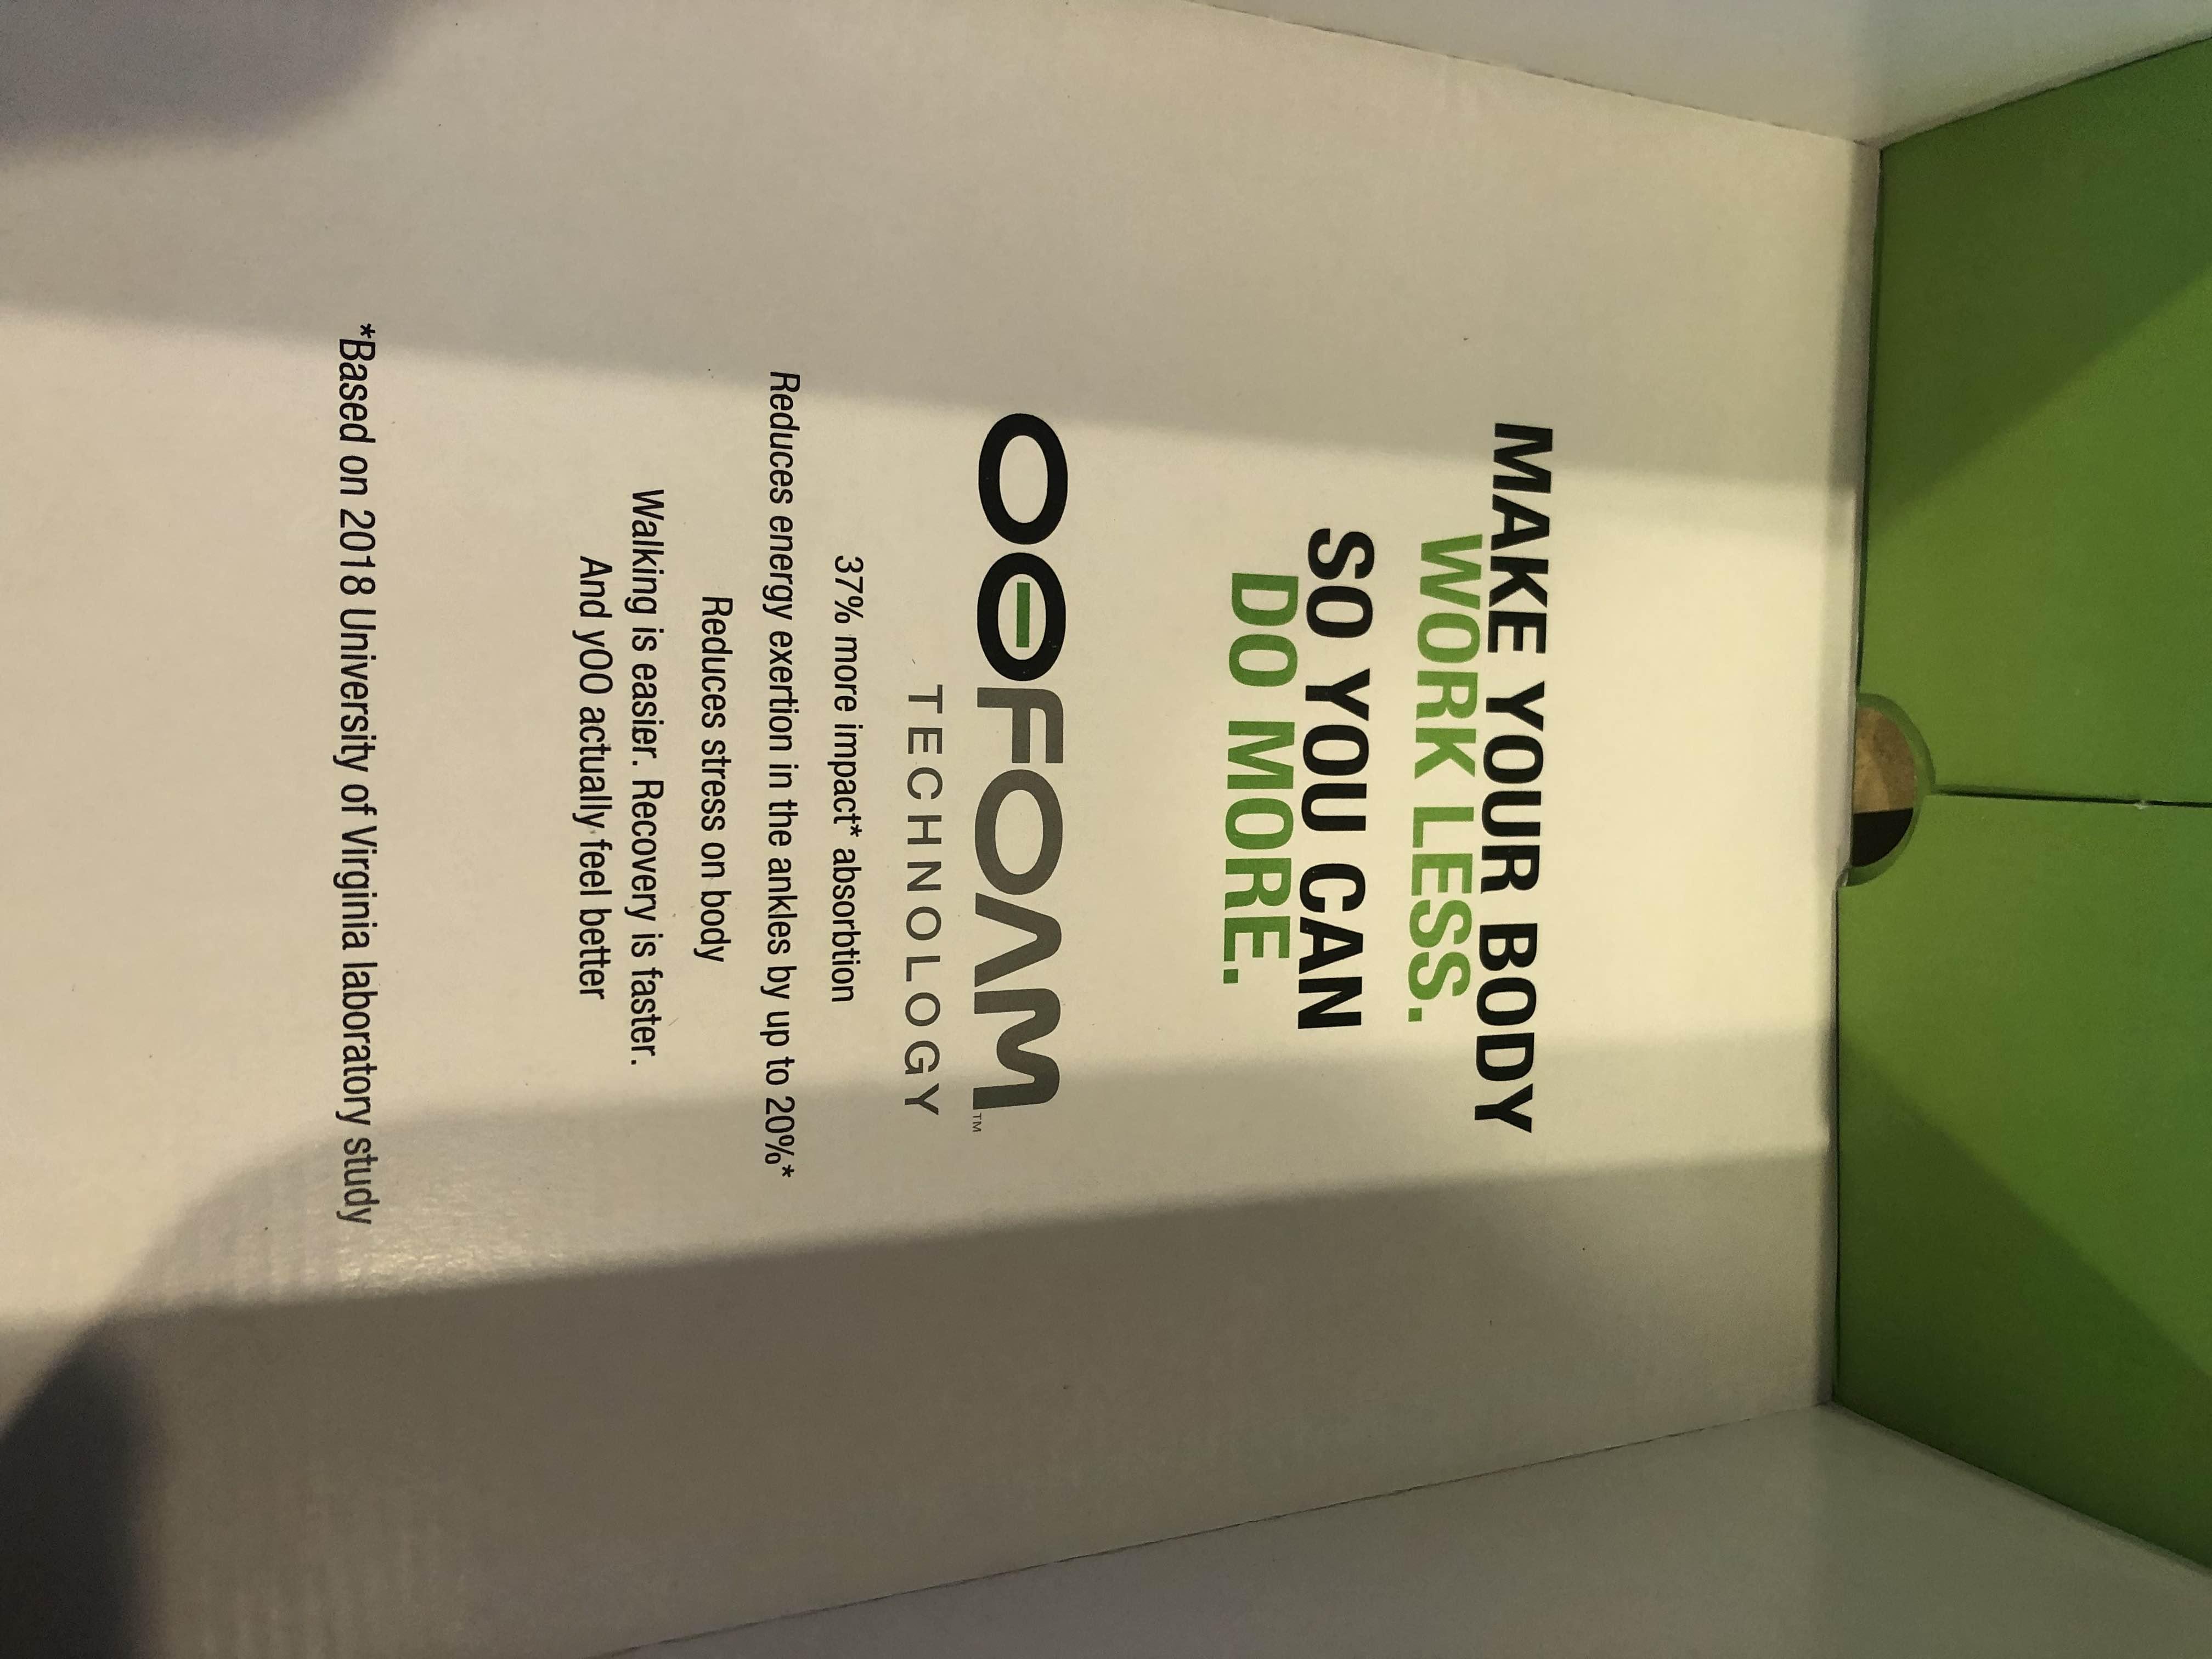 MAKE YOUR BODY
WORK LESS.
SO YOU CAN
DO MORE.
OOFOAM™
TECHNOLOGY
37% more impact* absorbtion
Reduces energy exertion in the ankles by up to 20%*
Reduces stress on body
Walking is easier. Recovery is faster.
And yOO actually feel better
*Based on 2018 University of Virginia laboratory study